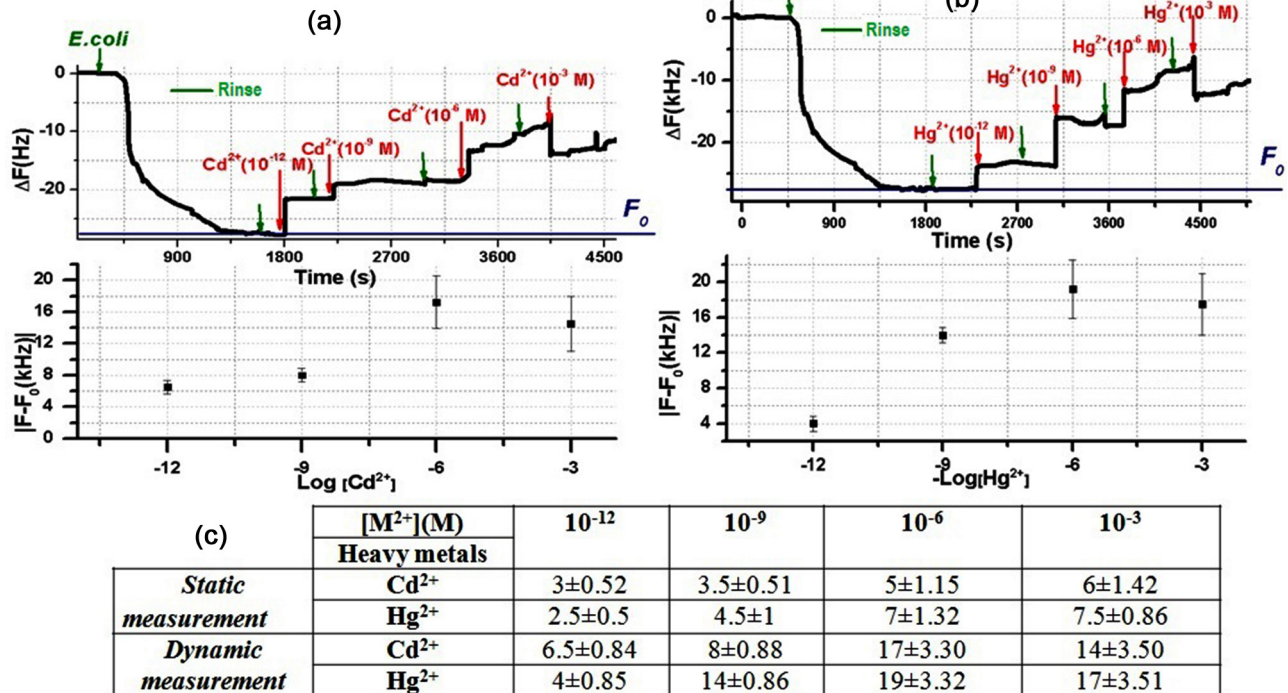 (a)
E.coli
Rinse
Cd²⁺(10⁻¹² M)
Cd²⁺(10⁻⁹ M)
Cd²⁺(10⁻⁶ M)
Cd²⁺(10⁻³ M)
ΔF(Hz)
0
-10
-20
F₀
900 1800 2700 3600 4500
Time (s)
|F-F₀(kHz)|
20
16
12
8
4
0
-12 -9 -6 -3
Log [Cd²⁺]
(b)
Rinse
Hg²⁺(10⁻¹² M)
Hg²⁺(10⁻⁹ M)
Hg²⁺(10⁻⁶ M)
Hg²⁺(10⁻³ M)
ΔF(kHz)
0
-10
-20
F₀
0 900 1800 2700 3600 4500
Time (s)
|F-F₀(kHz)|
20
16
12
8
4
-12 -9 -6 -3
-Log[Hg²⁺]
(c)
[M²⁺](M) 10⁻¹² 10⁻⁹ 10⁻⁶ 10⁻³
Heavy metals
Static Cd²⁺ 3±0.52 3.5±0.51 5±1.15 6±1.42
measurement Hg²⁺ 2.5±0.5 4.5±1 7±1.32 7.5±0.86
Dynamic Cd²⁺ 6.5±0.84 8±0.88 17±3.30 14±3.50
measurement Hg²⁺ 4±0.85 14±0.86 19±3.32 17±3.51